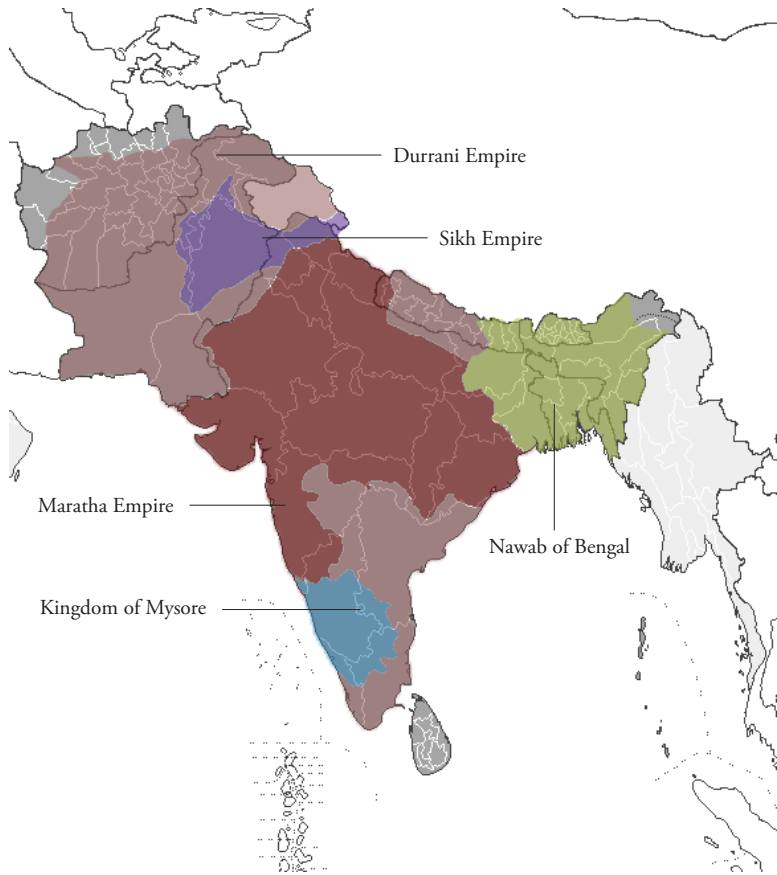 Durrani Empire
Sikh Empire
Maratha Empire
Nawab of Bengal
Kingdom of Mysore